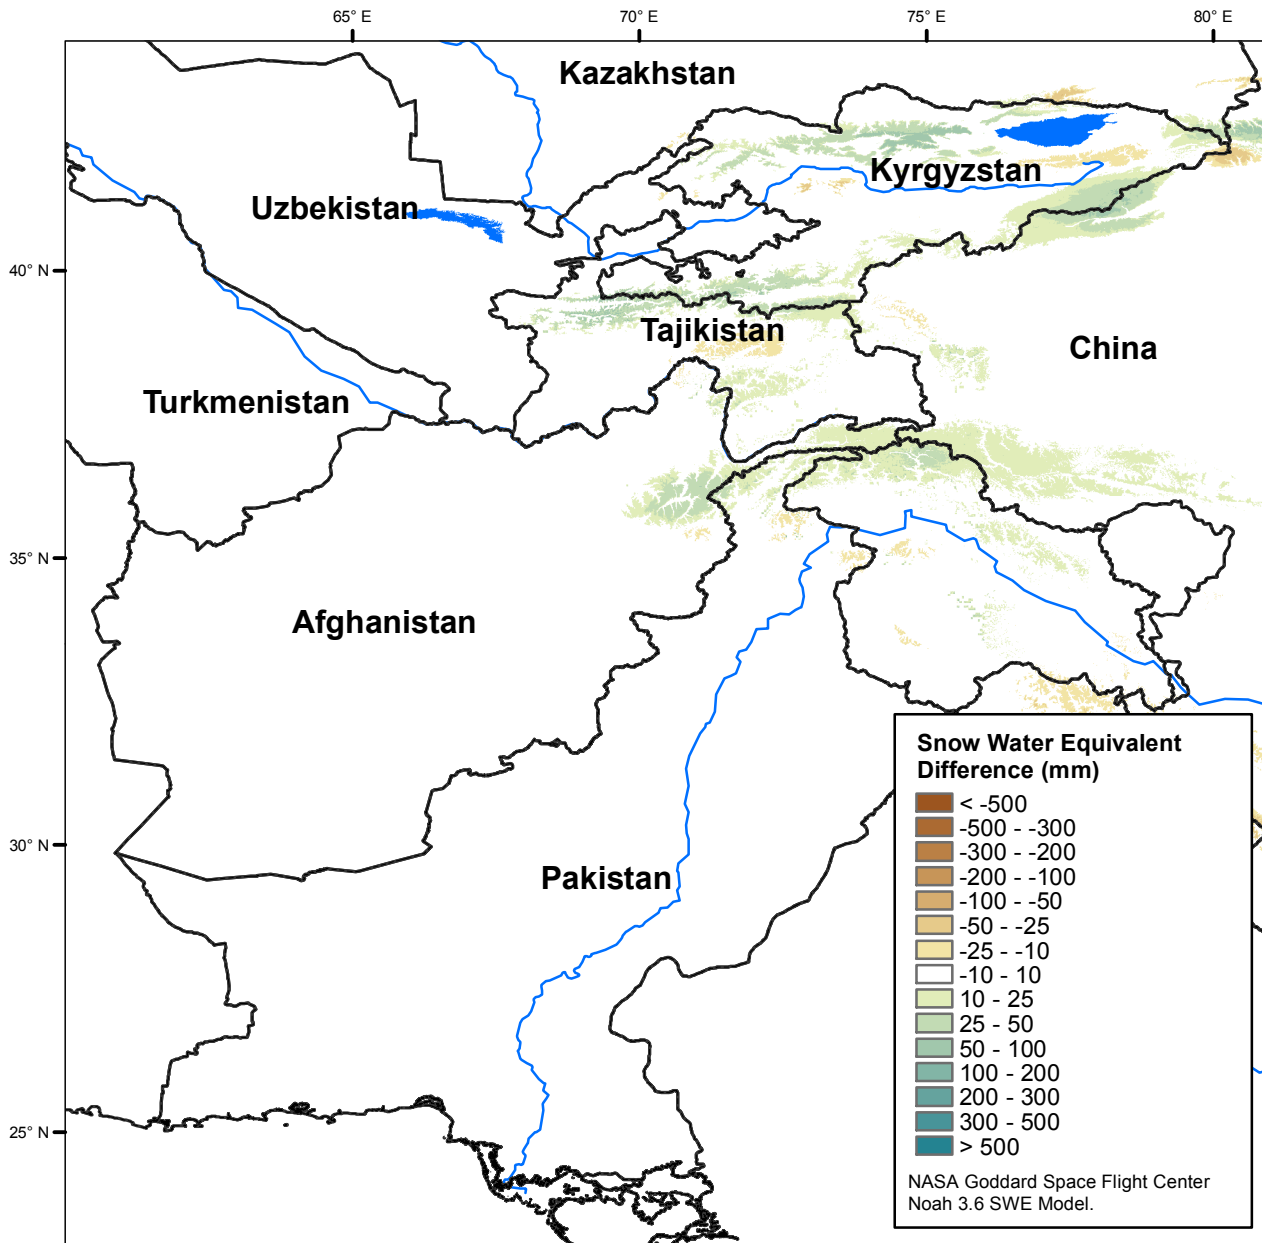 65° E
70° E
75° E
80° E
Kazakhstan
Kyrgyzstan
Uzbekistan
40° N
Tajikistan
China
Turkmenistan
35° N
Afghanistan
30° N
Pakistan
25° N
Snow Water Equivalent
Difference (mm)
< -500
-500 - -300
-300 - -200
-200 - -100
-100 - -50
-50 - -25
-25 - -10
-10 - 10
10 - 25
25 - 50
50 - 100
100 - 200
200 - 300
300 - 500
> 500
NASA Goddard Space Flight Center
Noah 3.6 SWE Model.